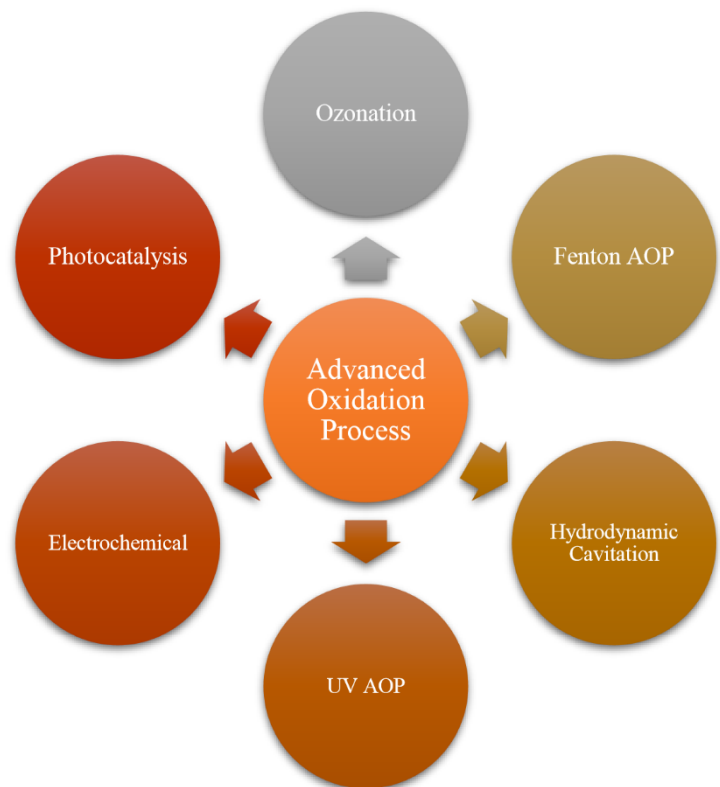 Ozonation
Photocatalysis
Fenton AOP
Advanced
Oxidation
Process
Electrochemical
Hydrodynamic
Cavitation
UV AOP